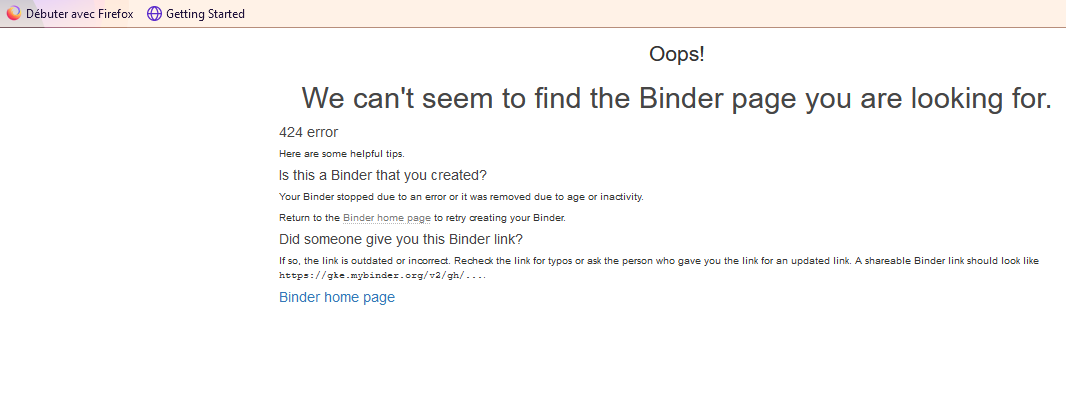 Débuter avec Firefox Getting Started
Oops!
We can't seem to find the Binder page you are looking for.
424 error
Here are some helpful tips.
Is this a Binder that you created?
Your Binder stopped due to an error or it was removed due to age or inactivity.
Return to the Binder home page to retry creating your Binder.
Did someone give you this Binder link?
If so, the link is outdated or incorrect. Recheck the link for typos or ask the person who gave you the link for an updated link. A shareable Binder link should look like
https://gke.mybinder.org/v2/gh/....
Binder home page